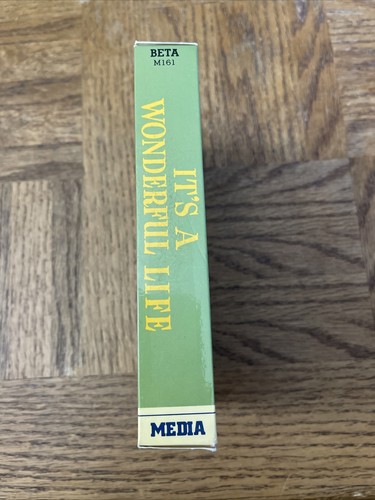 BETA
M161
IT'S A
WONDERFUL LIFE
MEDIA